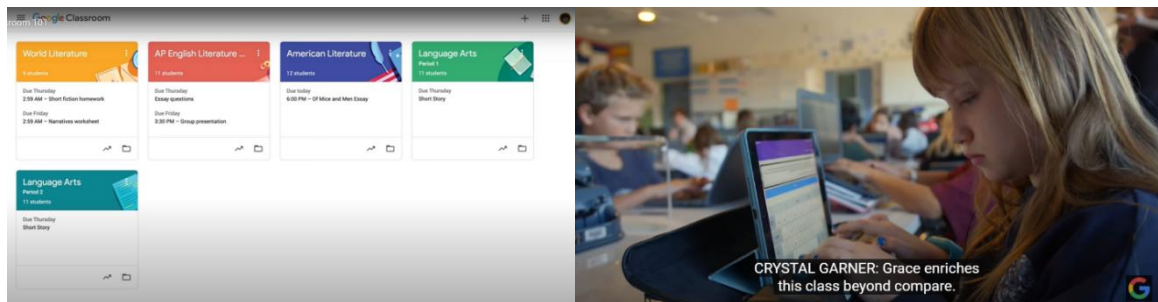 room 101
Google Classroom
World Literature
5 students
Due Thursday
2:59 AM – Short fiction homework
Due Friday
2:59 AM – Narratives worksheet
AP English Literature ...
11 students
Due Thursday
Essay questions
Due Friday
3:30 PM – Group presentation
American Literature
12 students
Due today
6:00 PM – Of Mice and Men Essay
Language Arts
Period 1
11 students
Due Thursday
Short Story
Language Arts
Period 2
11 students
Due Thursday
Short Story
CRYSTAL GARNER: Grace enriches
this class beyond compare.
G